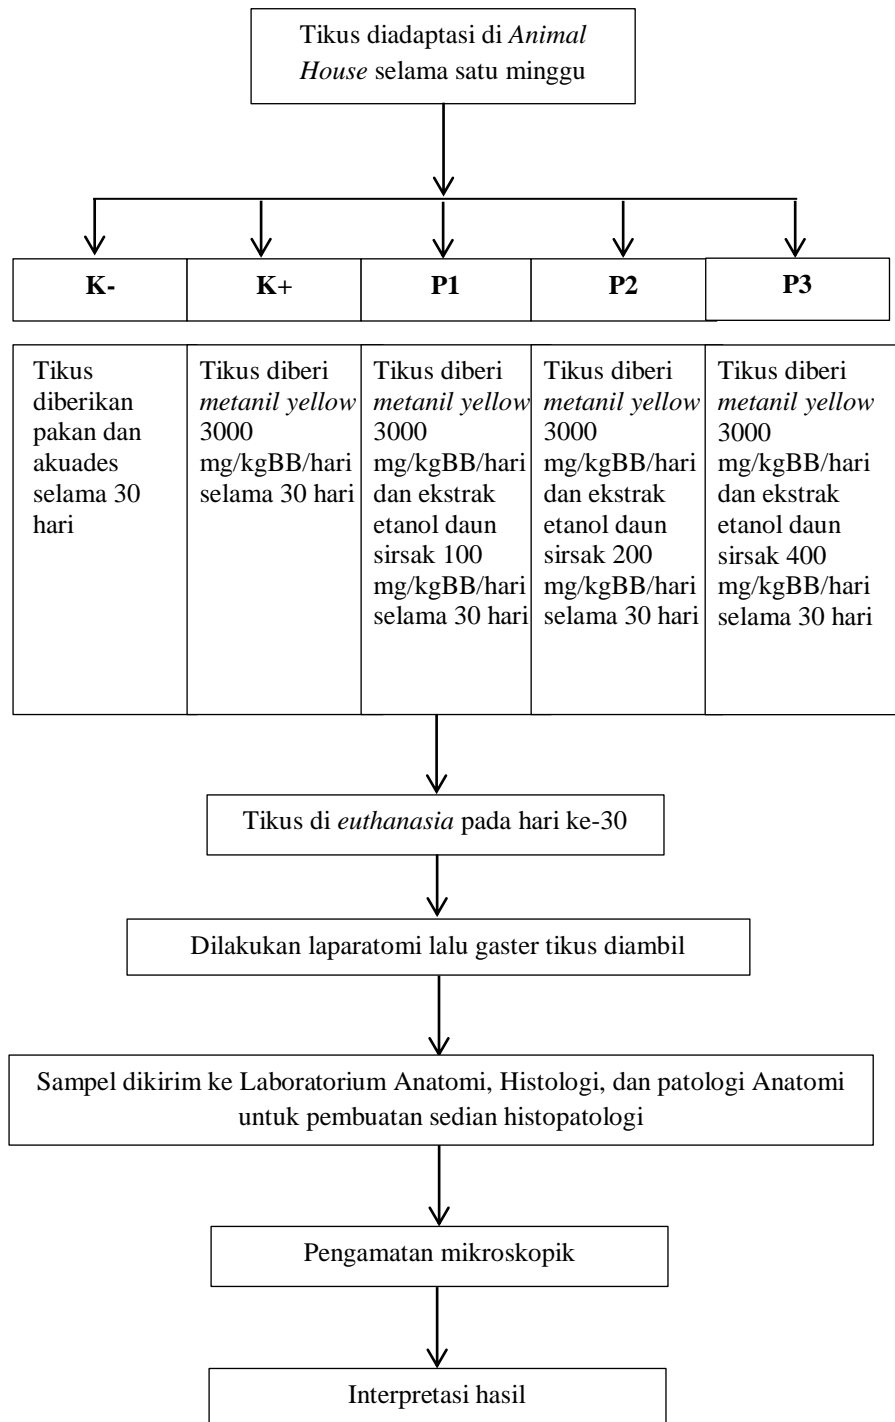 Tikus diadaptasi di Animal
House selama satu minggu
K-
K+
P1
P2
P3
Tikus
diberikan
pakan dan
akuades
selama 30
hari
Tikus diberi
metanil yellow
3000
mg/kgBB/hari
selama 30 hari
Tikus diberi
metanil yellow
3000
mg/kgBB/hari
dan ekstrak
etanol daun
sirsak 100
mg/kgBB/hari
selama 30 hari
Tikus diberi
metanil yellow
3000
mg/kgBB/hari
dan ekstrak
etanol daun
sirsak 200
mg/kgBB/hari
selama 30 hari
Tikus diberi
metanil yellow
3000
mg/kgBB/hari
dan ekstrak
etanol daun
sirsak 400
mg/kgBB/hari
selama 30 hari
Tikus di euthanasia pada hari ke-30
Dilakukan laparatomi lalu gaster tikus diambil
Sampel dikirim ke Laboratorium Anatomi, Histologi, dan patologi Anatomi
untuk pembuatan sedian histopatologi
Pengamatan mikroskopik
Interpretasi hasil